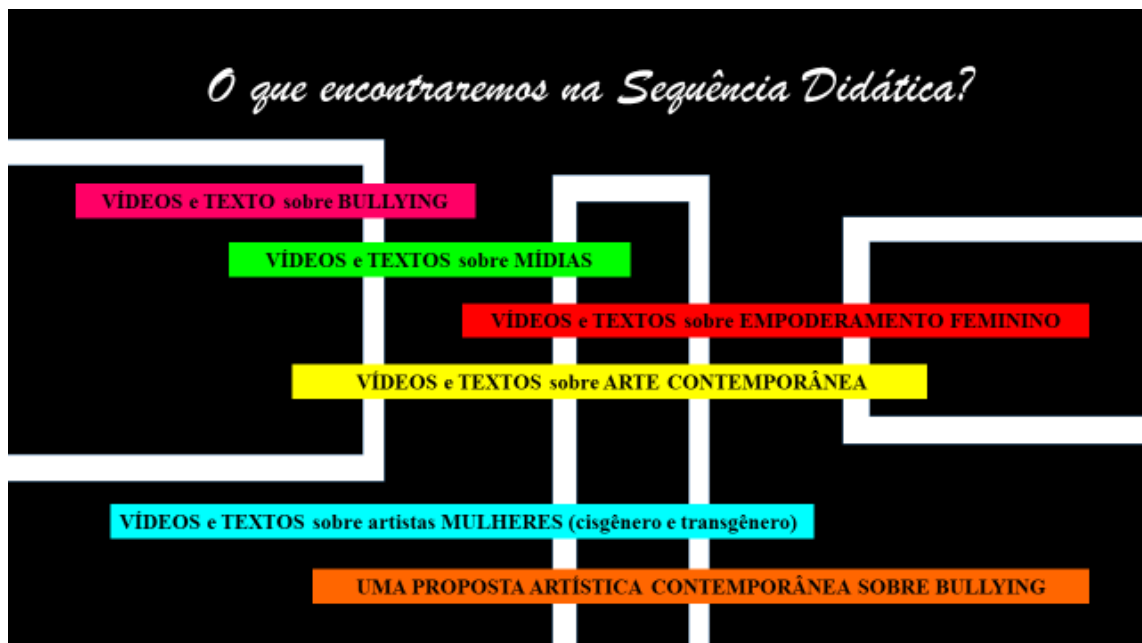 O que encontraremos na Sequência Didática?
VÍDEOS e TEXTO sobre BULLYING
VÍDEOS e TEXTOS sobre MÍDIAS
VÍDEOS e TEXTOS sobre EMPODERAMENTO FEMININO
VÍDEOS e TEXTOS sobre ARTE CONTEMPORÂNEA
VÍDEOS e TEXTOS sobre artistas MULHERES (cisgênero e transgênero)
UMA PROPOSTA ARTÍSTICA CONTEMPORÂNEA SOBRE BULLYING